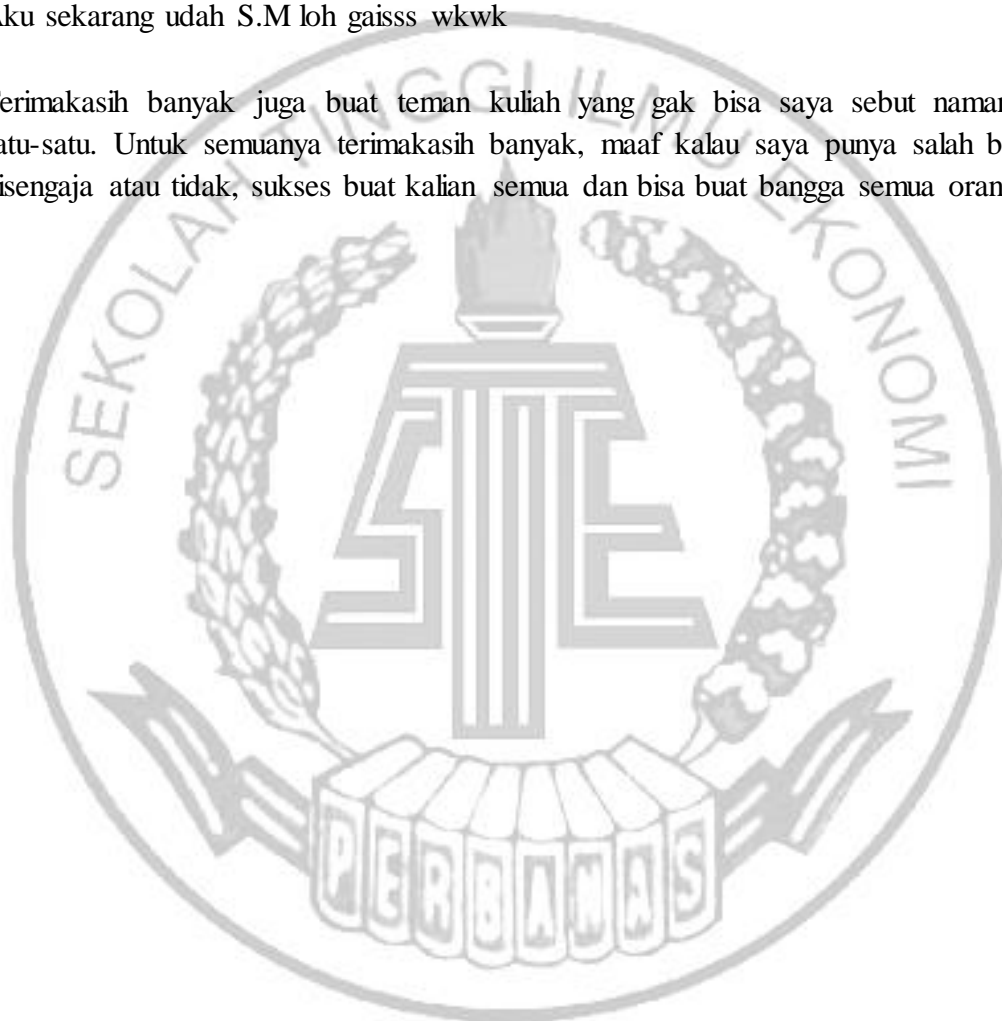 Aku sekarang udah S.M loh gaisss wkwk
Terimakasih banyak juga buat teman kuliah yang gak bisa saya sebut
satu-satu. Untuk semuanya terimakasih banyak, maaf kalau saya punya salah
disengaja atau tidak, sukses buat kalian semua dan bisa buat bangga semua
SEKOLAH TINGGI ILMU EKONOMI
STIE
PERBANAS